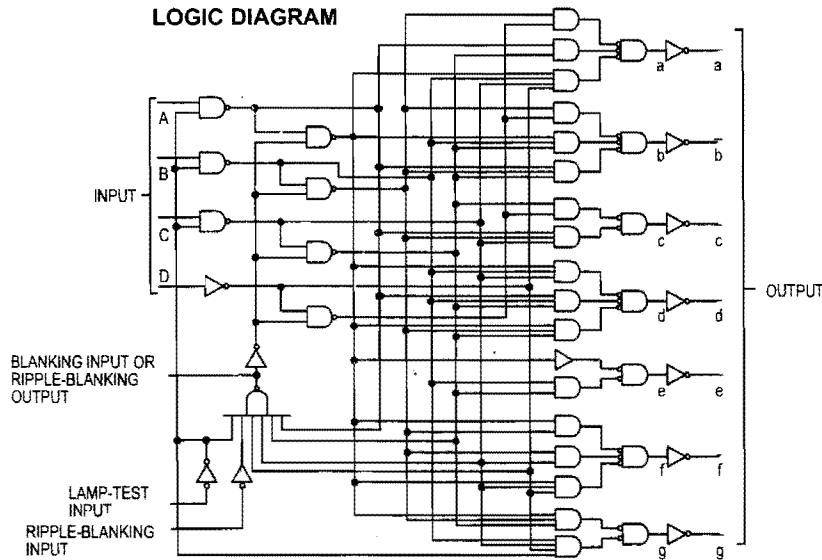 LOGIC DIAGRAM
A
B
INPUT
C
D
BLANKING INPUT OR
RIPPLE-BLANKING
OUTPUT
LAMP-TEST
INPUT
RIPPLE-BLANKING
INPUT
a a
b b
c c
d d
e e
f f
g g
OUTPUT